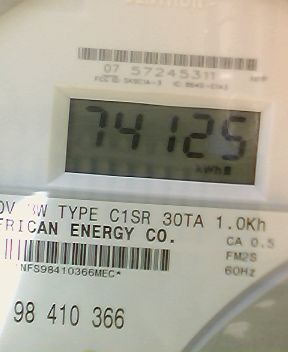 07 57245311
74125
kWh
0V 3W TYPE C1SR 30TA 1.0Kh
FRICAN ENERGY CO.
CA 0.5
FM2S
NFS98410366MEC*
60Hz
98 410 366